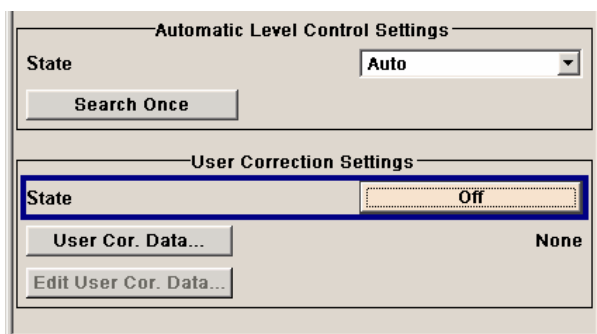 Automatic Level Control Settings
State Auto
Search Once
User Correction Settings
State Off
User Cor. Data... None
Edit User Cor. Data...